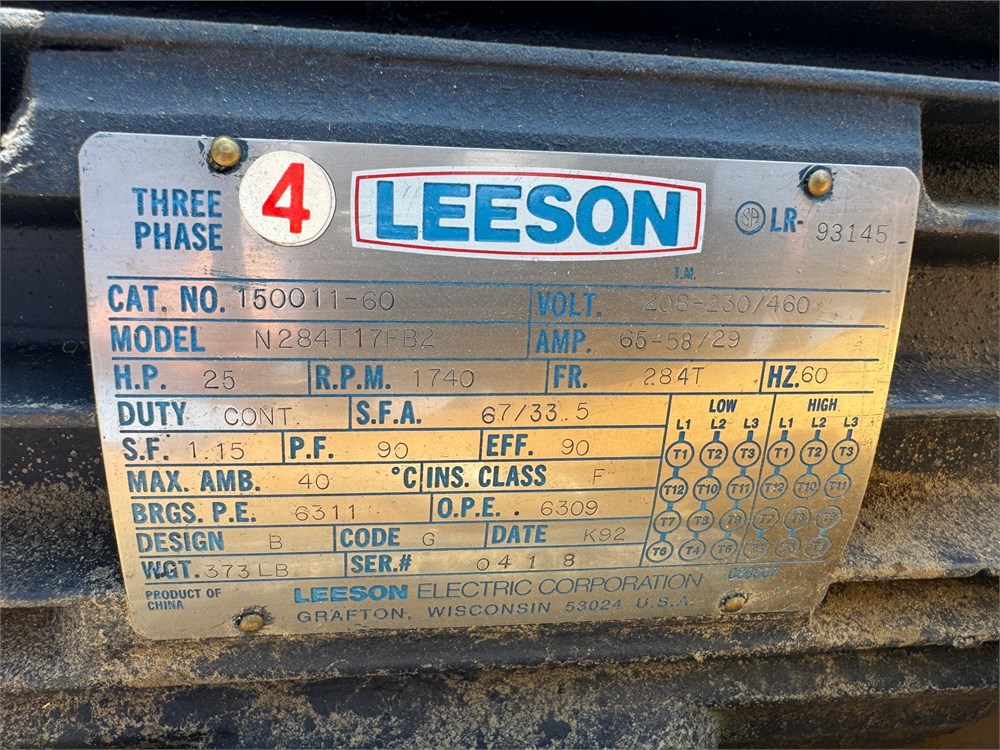 THREE PHASE
4
LEESON
LR- 93145
T.M.
CAT. NO. 150011-60 VOLT. 208-230/460
MODEL N284T17FB2 AMP. 65-58/29
H.P. 25 R.P.M. 1740 FR. 284T HZ. 60
DUTY CONT. S.F.A. 67/33.5
S.F. 1.15 P.F. 90 EFF. 90
MAX. AMB. 40 °C INS. CLASS F
BRGS. P.E. 6311 O.P.E. . 6309
DESIGN B CODE G DATE K92
WGT. 373LB SER.# 0418
LOW HIGH
L1 L2 L3 L1 L2 L3
T1 T2 T3 T1 T2 T3
T12 T10 T11 T12 T10 T11
T7 T8 T9
T6 T4
PRODUCT OF
CHINA
LEESON ELECTRIC CORPORATION
GRAFTON, WISCONSIN 53024 U.S.A.